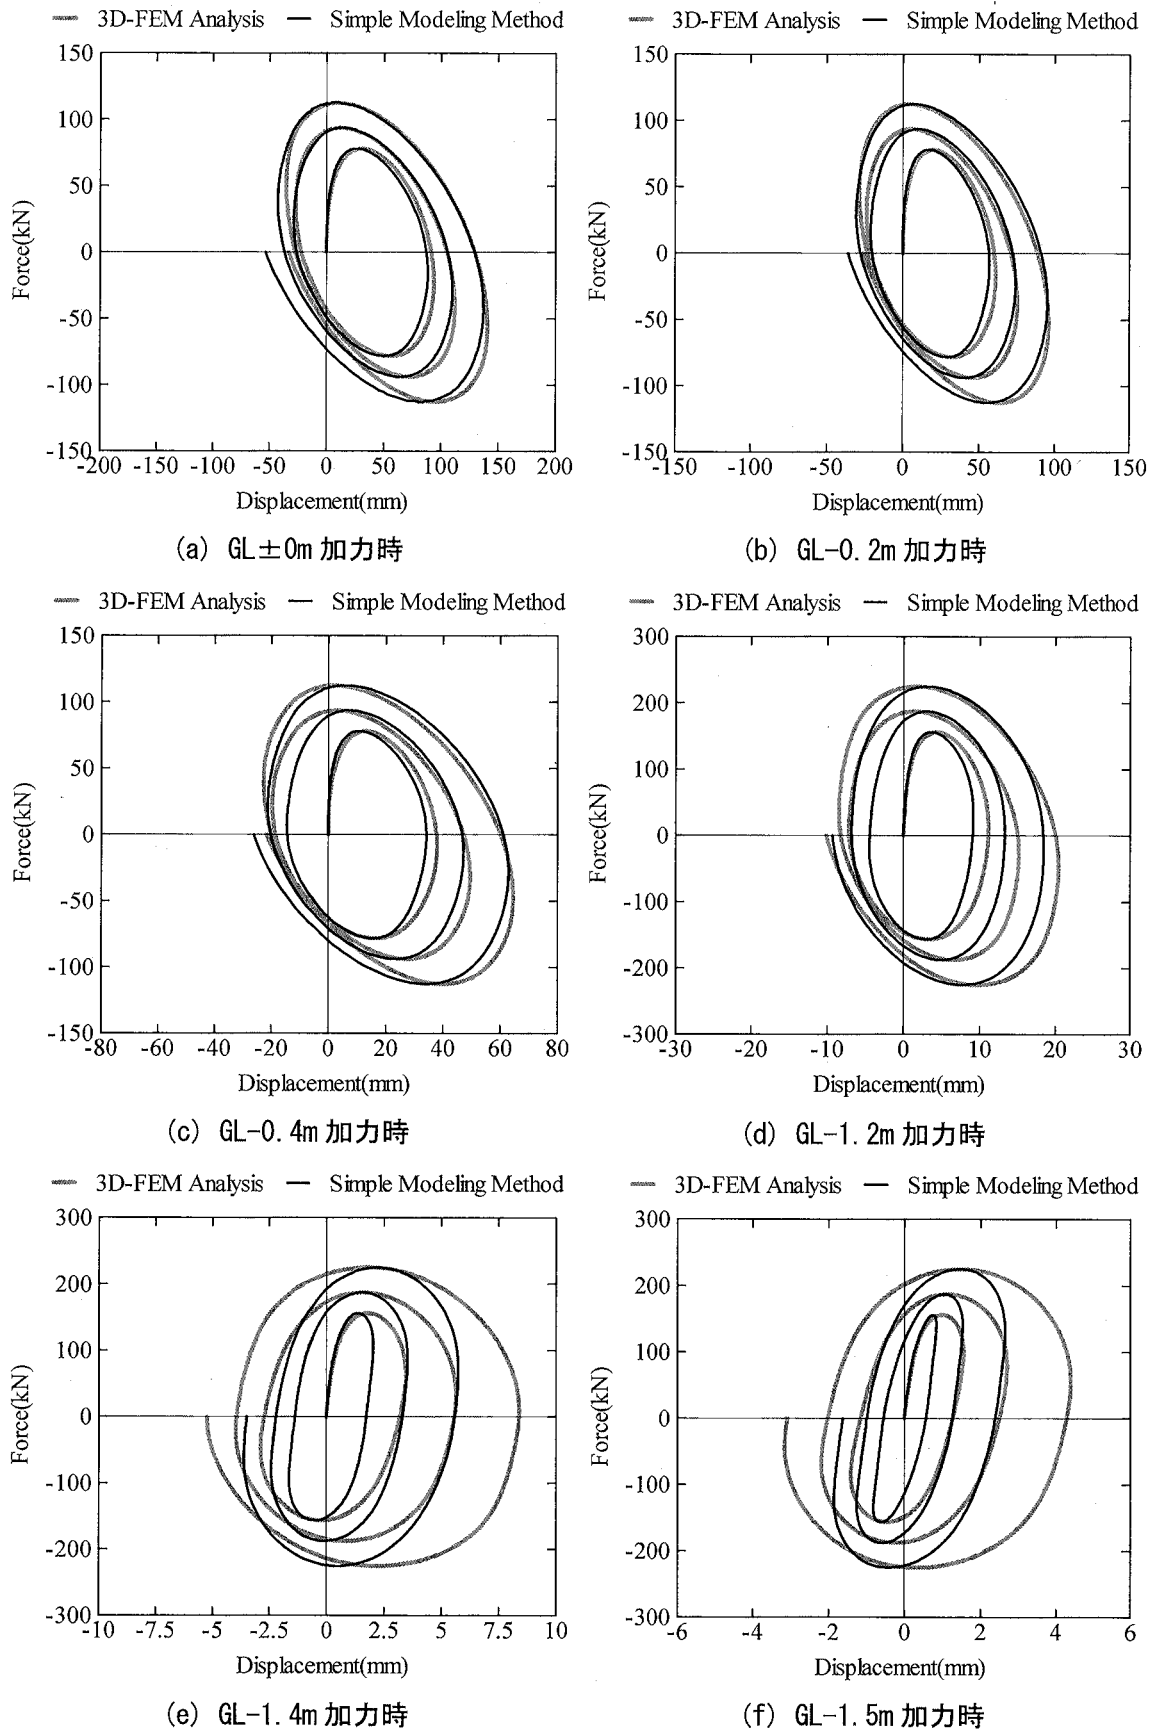 3D-FEM Analysis Simple Modeling Method
150
100
50
0
-50
-100
-150
Force(kN)
-200 -150 -100 -50 0 50 100 150 200
Displacement(mm)
(a) GL±0m 加力時
3D-FEM Analysis Simple Modeling Method
150
100
50
0
-50
-100
-150
Force(kN)
-150 -100 -50 0 50 100 150
Displacement(mm)
(b) GL-0.2m 加力時
3D-FEM Analysis Simple Modeling Method
150
100
50
0
-50
-100
-150
Force(kN)
-80 -60 -40 -20 0 20 40 60 80
Displacement(mm)
(c) GL-0.4m 加力時
3D-FEM Analysis Simple Modeling Method
300
200
100
0
-100
-200
-300
Force(kN)
-30 -20 -10 0 10 20 30
Displacement(mm)
(d) GL-1.2m 加力時
3D-FEM Analysis Simple Modeling Method
300
200
100
0
-100
-200
-300
Force(kN)
-10 -7.5 -5 -2.5 0 2.5 5 7.5 10
Displacement(mm)
(e) GL-1.4m 加力時
3D-FEM Analysis Simple Modeling Method
300
200
100
0
-100
-200
-300
Force(kN)
-6 -4 -2 0 2 4 6
Displacement(mm)
(f) GL-1.5m 加力時